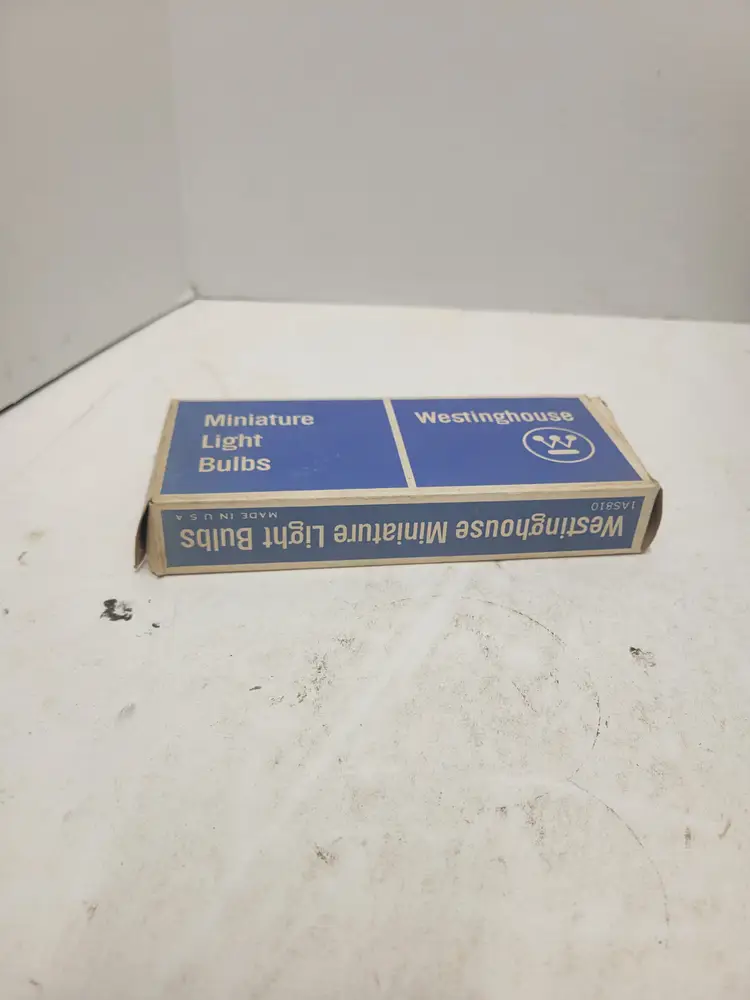 Miniature
Light
Bulbs
Westinghouse
Westinghouse Miniature Light Bulbs
1AS810
MADE IN U S A